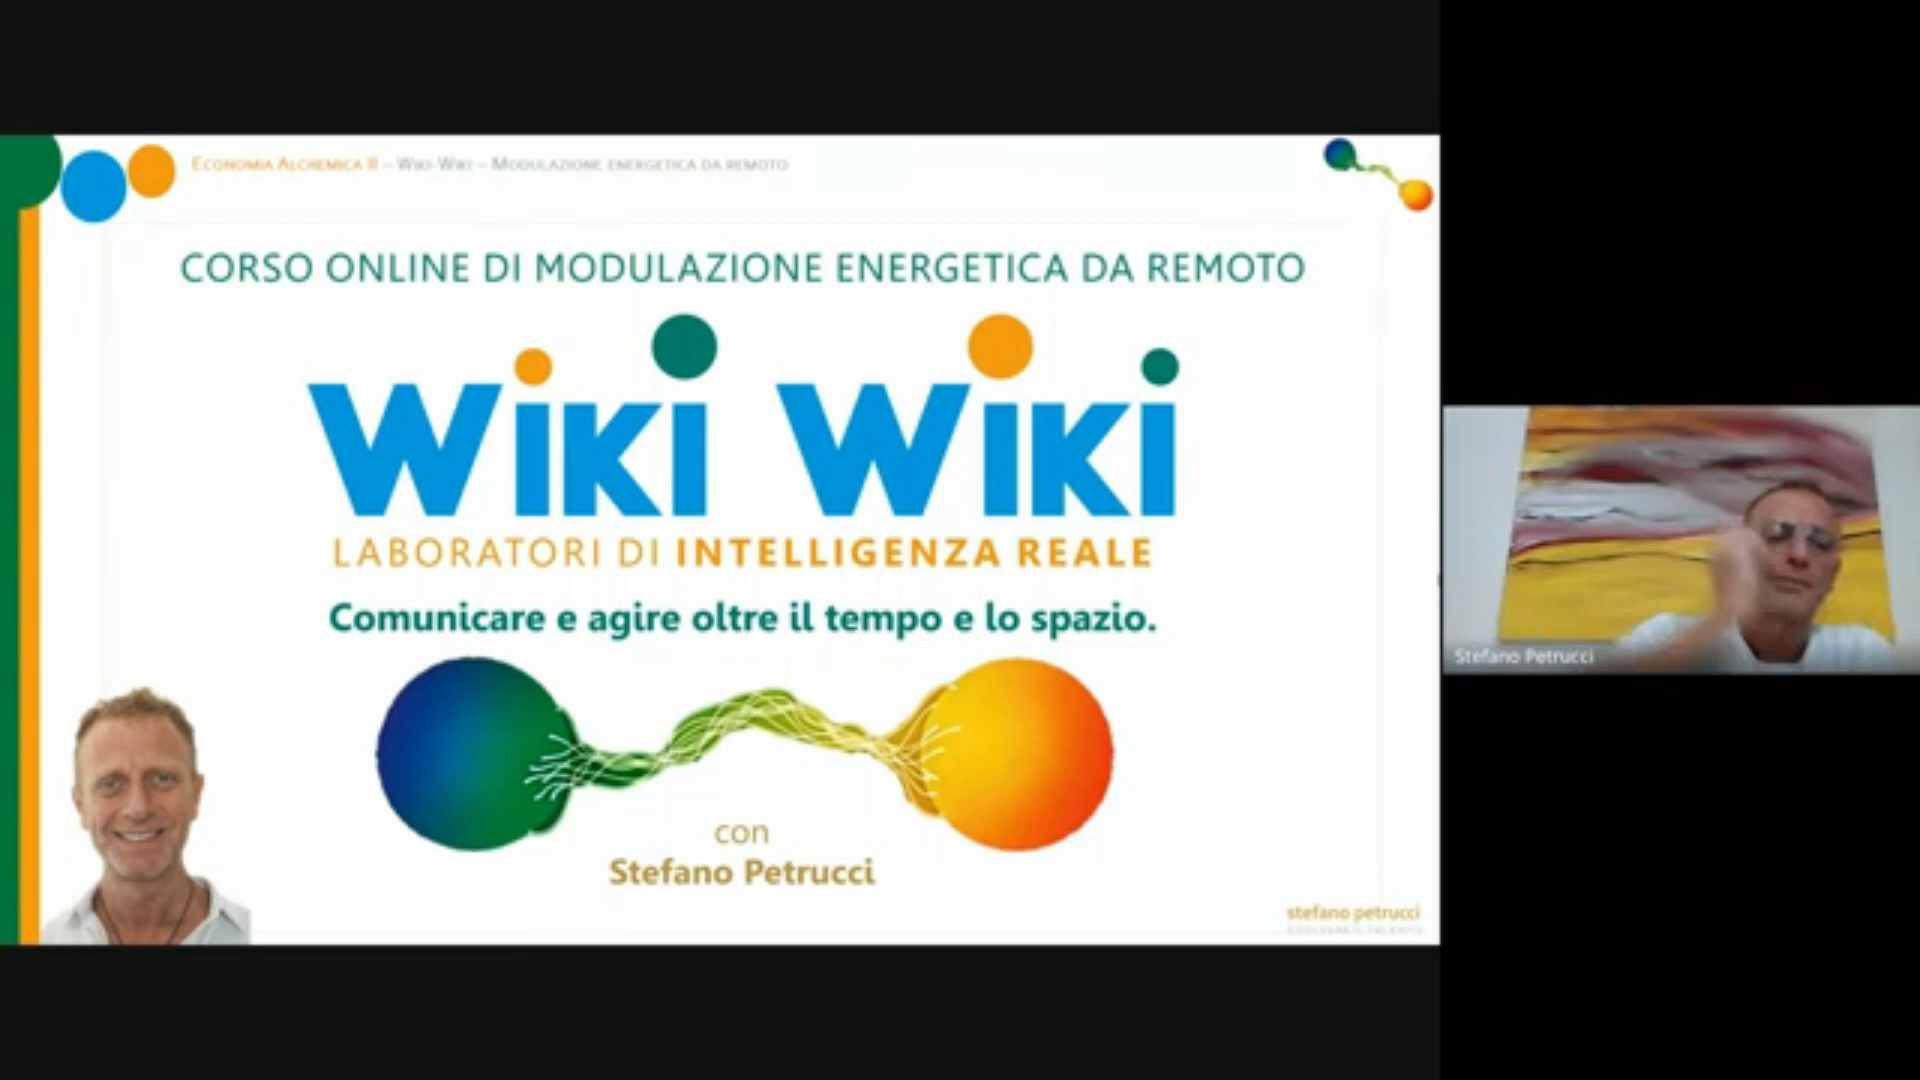 Economia Alchemica II – Wiki-Wiki – Modulazione energetica da remoto
CORSO ONLINE DI MODULAZIONE ENERGETICA DA REMOTO
WiKi WiKi
LABORATORI DI INTELLIGENZA REALE
Comunicare e agire oltre il tempo e lo spazio.
con
Stefano Petrucci
stefano petrucci
Stefano Petrucci